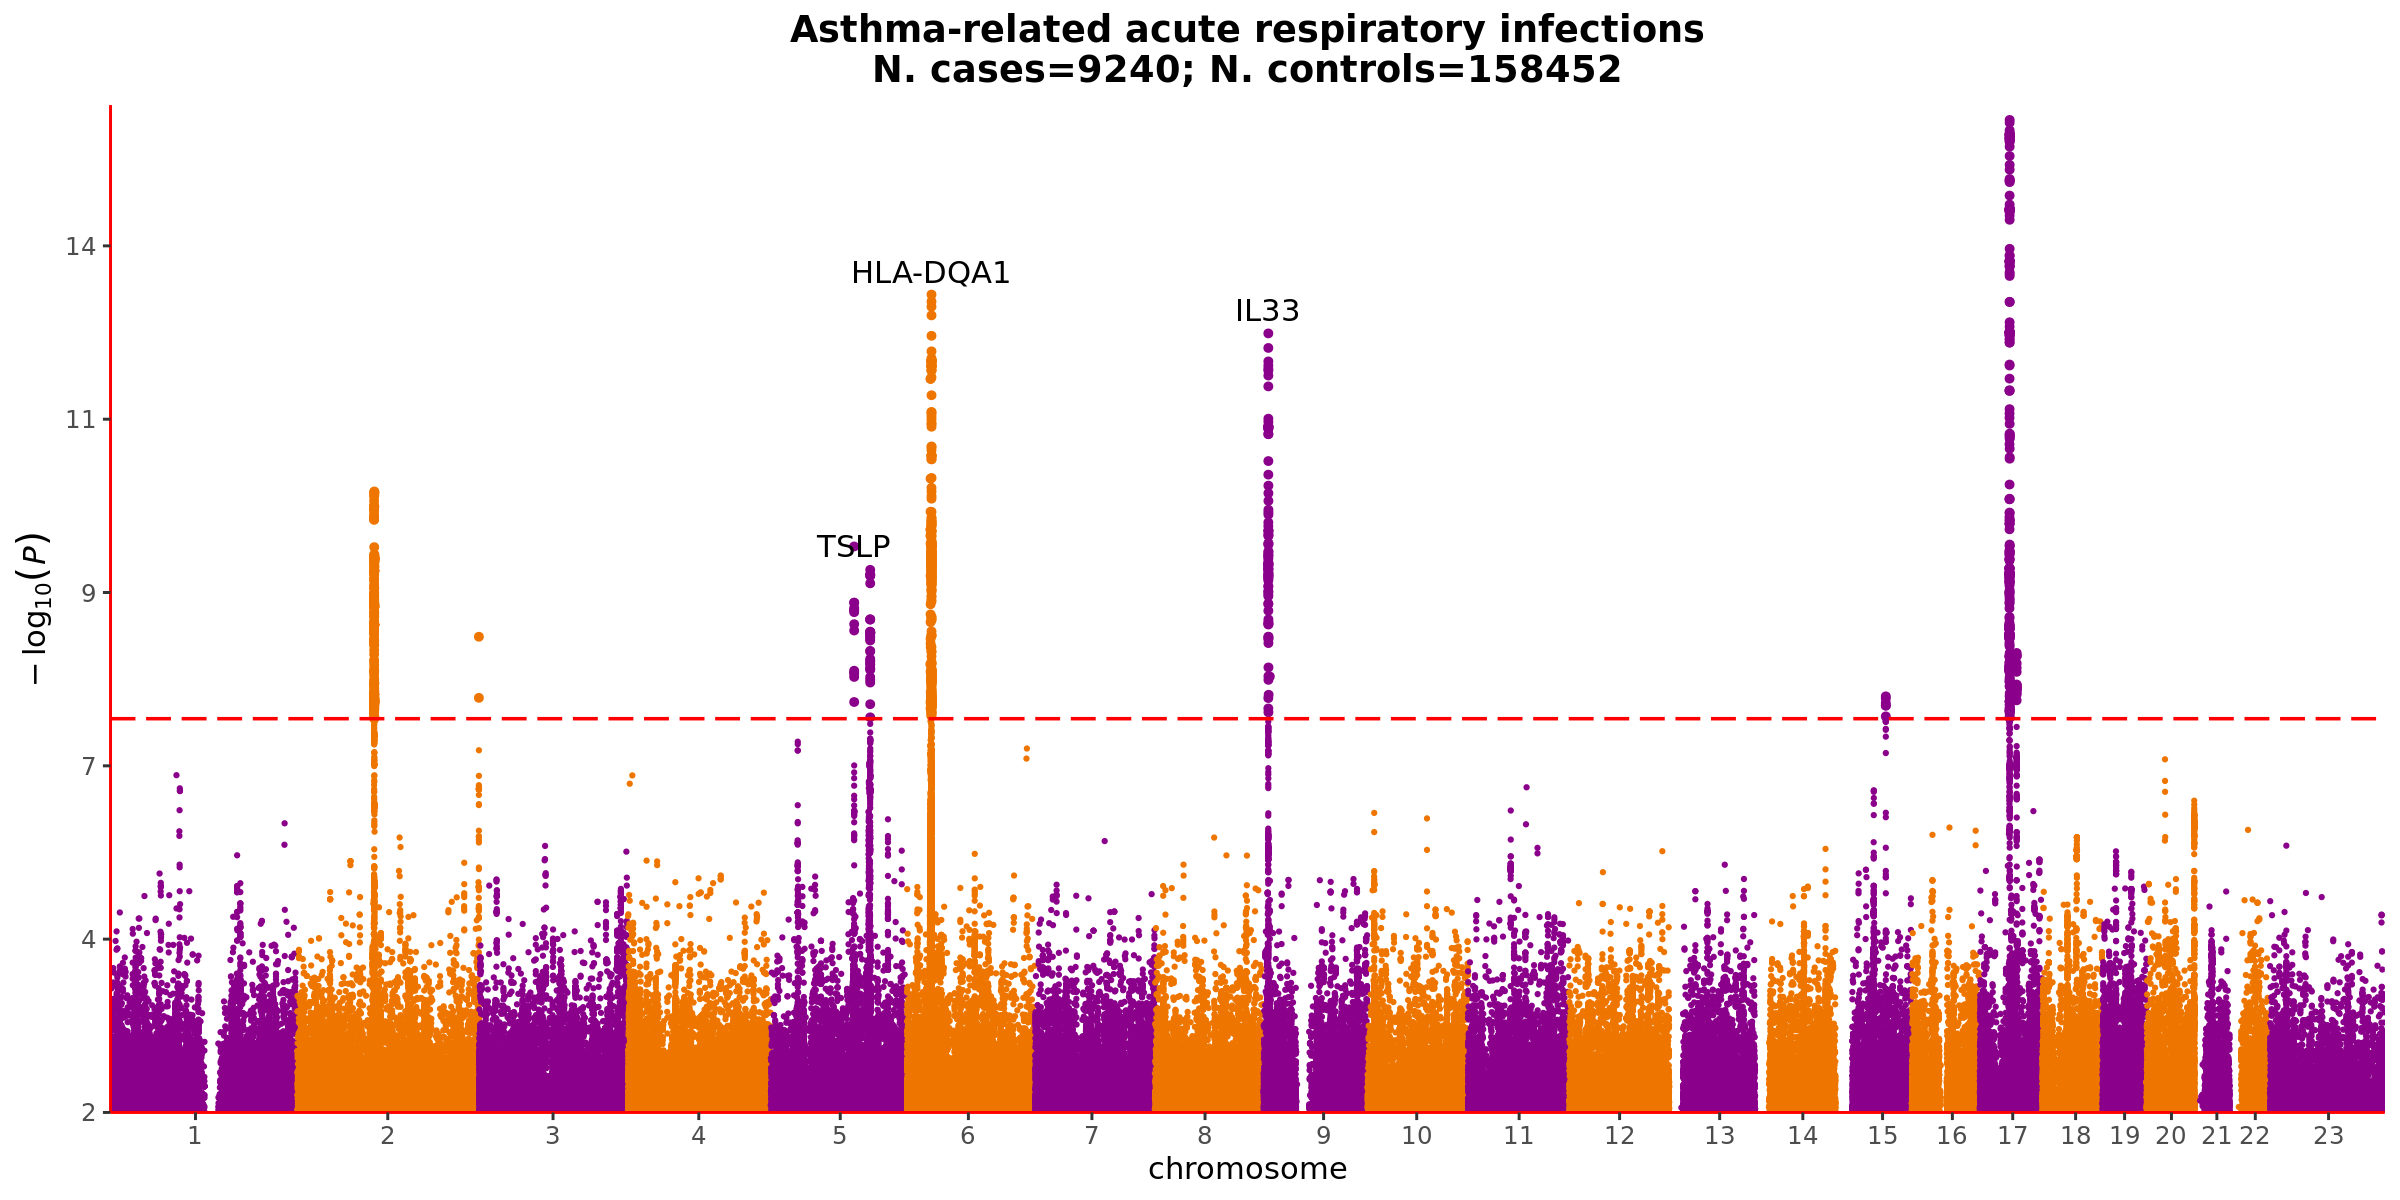 Asthma-related acute respiratory infections
N. cases=9240; N. controls=158452
14
11
9
7
4
2
− log₁₀(P)
HLA-DQA1
IL33
TSLP
1 2 3 4 5 6 7 8 9 10 11 12 13 14 15 16 17 18 19 20 21 22 23
chromosome